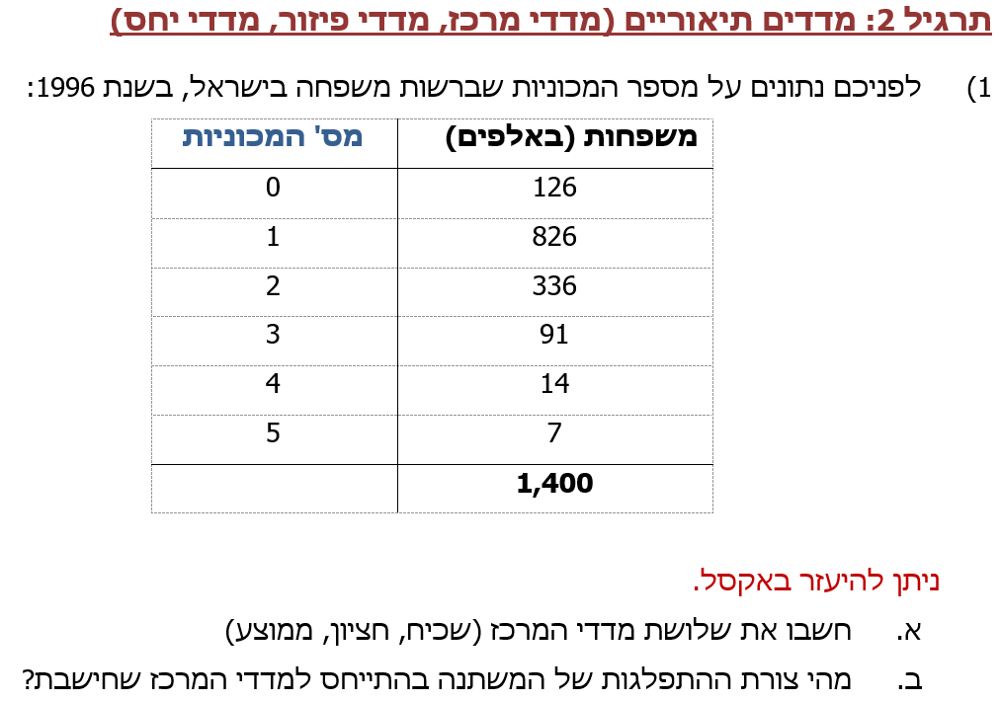 תרגיל 2: מדדים תיאוריים (מדדי מרכז, מדדי פיזור, מדדי יחס)
1) לפניכם נתונים על מספר המכוניות שברשות משפחה בישראל, בשנת 1996:
משפחות (באלפים) מס' המכוניות
126 0
826 1
336 2
91 3
14 4
7 5
1,400
ניתן להיעזר באקסל.
א. חשבו את שלושת מדדי המרכז (שכיח, חציון, ממוצע)
ב. מהי צורת ההתפלגות של המשתנה בהתייחס למדדי המרכז שחישבת?